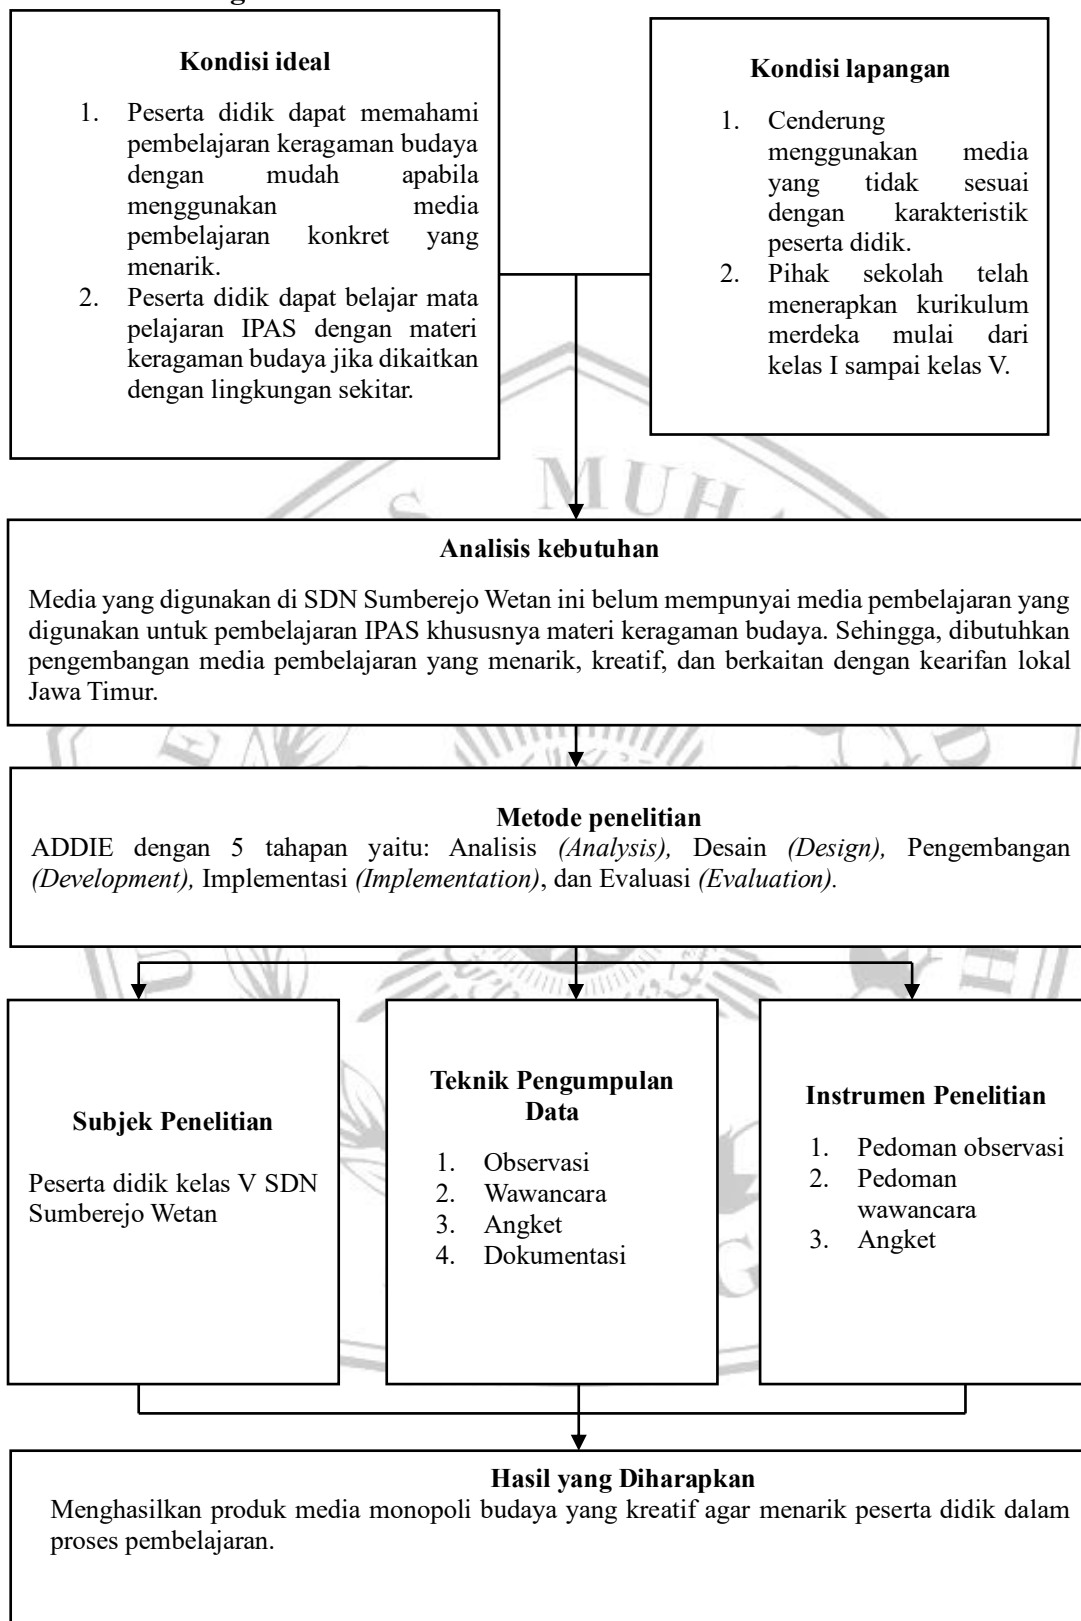 Kondisi ideal
1. Peserta didik dapat memahami
pembelajaran keragaman budaya
dengan mudah apabila
menggunakan media
pembelajaran konkret yang
menarik.
2. Peserta didik dapat belajar mata
pelajaran IPAS dengan materi
keragaman budaya jika dikaitkan
dengan lingkungan sekitar.
Kondisi lapangan
1. Cenderung
menggunakan media
yang tidak sesuai
dengan karakteristik
peserta didik.
2. Pihak sekolah telah
menerapkan kurikulum
merdeka mulai dari
kelas I sampai kelas V.
MUH
Analisis kebutuhan
Media yang digunakan di SDN Sumberejo Wetan ini belum mempunyai media pembelajaran yang
digunakan untuk pembelajaran IPAS khususnya materi keragaman budaya. Sehingga, dibutuhkan
pengembangan media pembelajaran yang menarik, kreatif, dan berkaitan dengan kearifan lokal
Jawa Timur.
Metode penelitian
ADDIE dengan 5 tahapan yaitu: Analisis (Analysis), Desain (Design), Pengembangan
(Development), Implementasi (Implementation), dan Evaluasi (Evaluation).
Subjek Penelitian
Peserta didik kelas V SDN
Sumberejo Wetan
Teknik Pengumpulan
Data
1. Observasi
2. Wawancara
3. Angket
4. Dokumentasi
Instrumen Penelitian
1. Pedoman observasi
2. Pedoman
wawancara
3. Angket
Hasil yang Diharapkan
Menghasilkan produk media monopoli budaya yang kreatif agar menarik peserta didik dalam
proses pembelajaran.